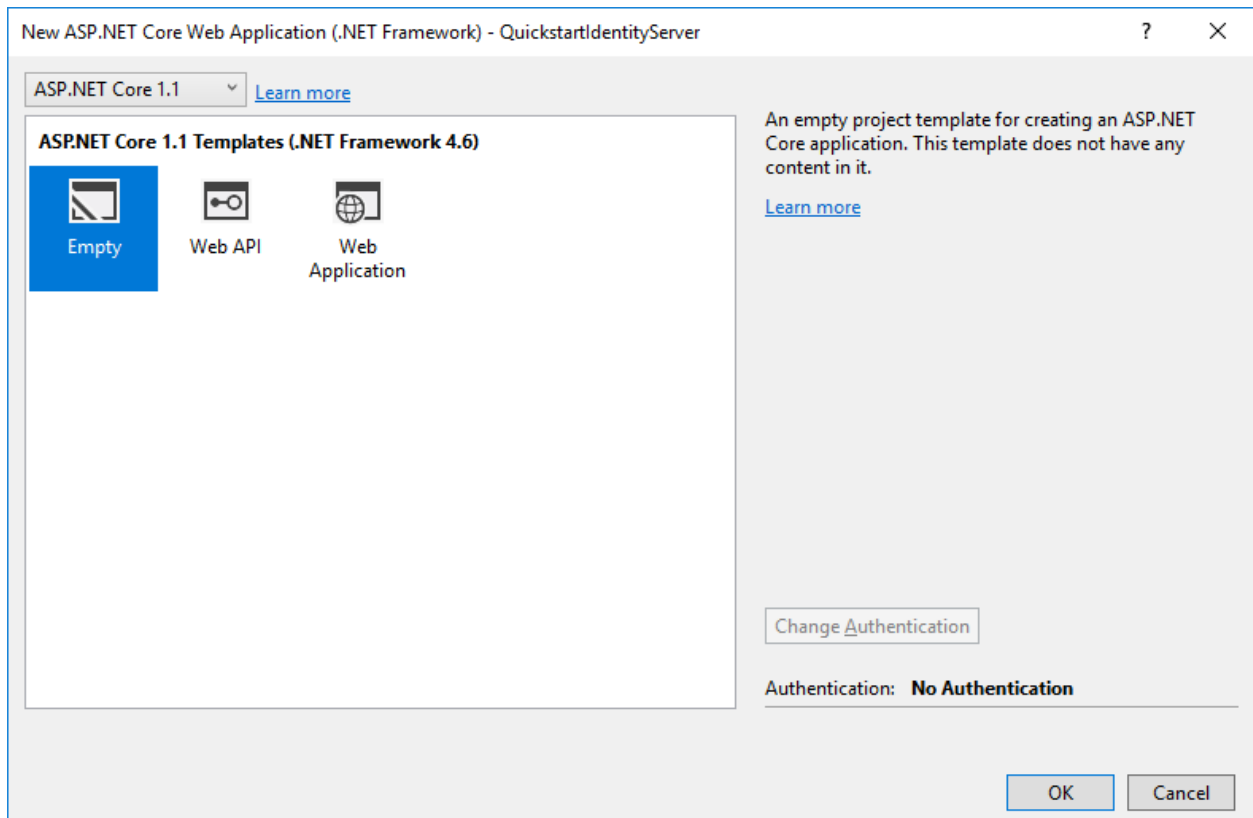 New ASP.NET Core Web Application (.NET Framework) - QuickstartIdentityServer
ASP.NET Core 1.1
Learn more
ASP.NET Core 1.1 Templates (.NET Framework 4.6)
Empty
Web API
Web
Application
An empty project template for creating an ASP.NET
Core application. This template does not have any
content in it.
Learn more
Change Authentication
Authentication: No Authentication
OK
Cancel